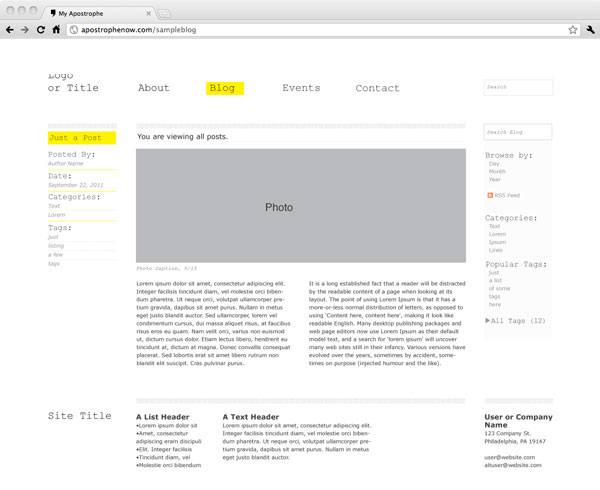 My Apostrophe
apostrophenow.com/sampleblog
Logo
or Title
About
Blog
Events
Contact
Search
Just a Post
Posted By:
Author Name
Date:
September 22, 2011
Categories:
Text
Lorem
Tags:
just
listing
a few
tags
You are viewing all posts.
Photo
Photo Caption, 9/15
Lorem ipsum dolor sit amet, consectetur adipiscing elit.
Integer facilisis tincidunt diam, vel molestie orci biben-
dum pharetra. Ut neque orci, volutpat ullamcorper pre-
tium gravida, dapibus sit amet purus. Nullam in metus
dapibus sit amet purus. Sed ullamcorper, lorem vel
condimentum cursus, dui massa aliquet risus, at faucibus
risus eros eu quam. Nam velit orci, varius non euismod
ut, dictum cursus dolor. Etiam lectus libero, hendrerit eu
tincidunt at, dictum at magna. Donec convallis consequat
placerat. Sed lobortis erat sit amet libero rutrum non
blandit elit suscipit. Cras pulvinar purus.
It is a long established fact that a reader will be distracted
by the readable content of a page when looking at its
layout. The point of using Lorem Ipsum is that it has a
more-or-less normal distribution of letters, as opposed to
using 'Content here, content here', making it look like
readable English. Many desktop publishing packages and
web page editors now use Lorem Ipsum as their default
model text, and a search for 'lorem ipsum' will uncover
many web sites still in their infancy. Various versions have
evolved over the years, sometimes by accident, some-
times on purpose (injected humour and the like).
Search Blog
Browse by:
Day
Month
Year
RSS Feed
Categories:
Text
Lorem
Ipsum
Lines
Popular Tags:
just
a list
of some
tags
here
▶All Tags (12)
Site Title
A List Header
•Lorem ipsum dolor sit
•Amet, consectetur
adipiscing eram discipuli
•Elit. Integer facilisis
•Tincidunt diam, vel
•Molestie orci bibendum
A Text Header
Lorem ipsum dolor sit amet, consectetur adipiscing elit.
Integer facilisis tincidunt diam, vel molestie orci biben-
dum pharetra. Ut neque orci, volutpat ullamcorper pre-
tium gravida, dapibus sit amet purus. Nullam in metus
eget justo blandit auctor.
User or Company
Name
123 Company St.
Philadelphia, PA 19147
user@website.com
altuser@website.com